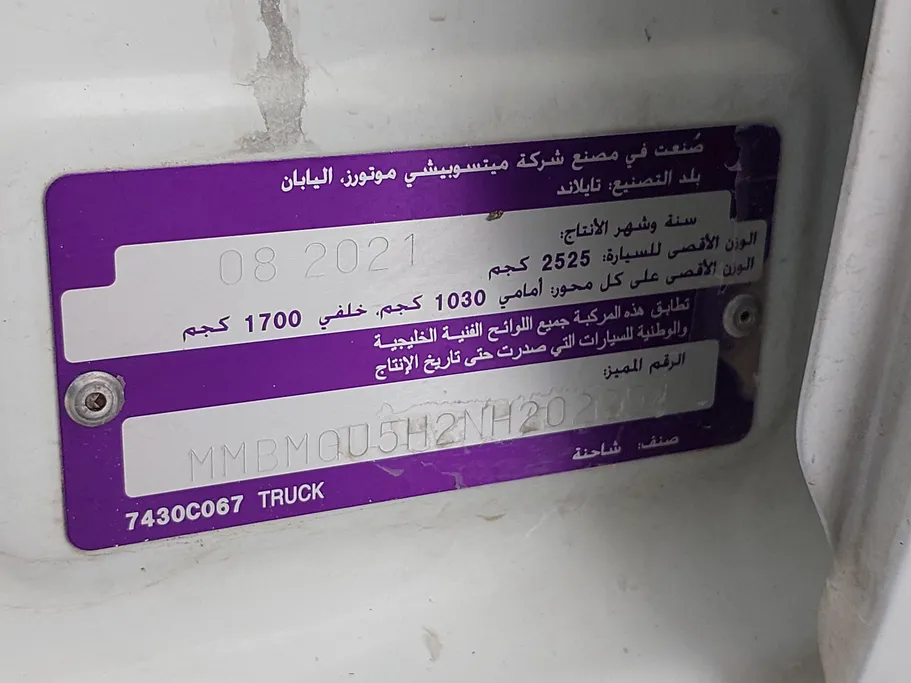 صُنعت في مصنع شركة ميتسوبيشي موتورز. اليابان
بلد التصنيع: تايلاند
سنة وشهر الأنتاج:
08 2021
الوزن الأقصى للسيارة: 2525 كجم
الوزن الأقصى على كل محور: أمامي 1030 كجم. خلفي 1700 كجم
تطابق هذه المركبة جميع اللوائح الفنية الخليجية
والوطنية للسيارات التي صدرت حتى تاريخ الإنتاج
الرقم المميز:
صنف: شاحنة
7430C067 TRUCK